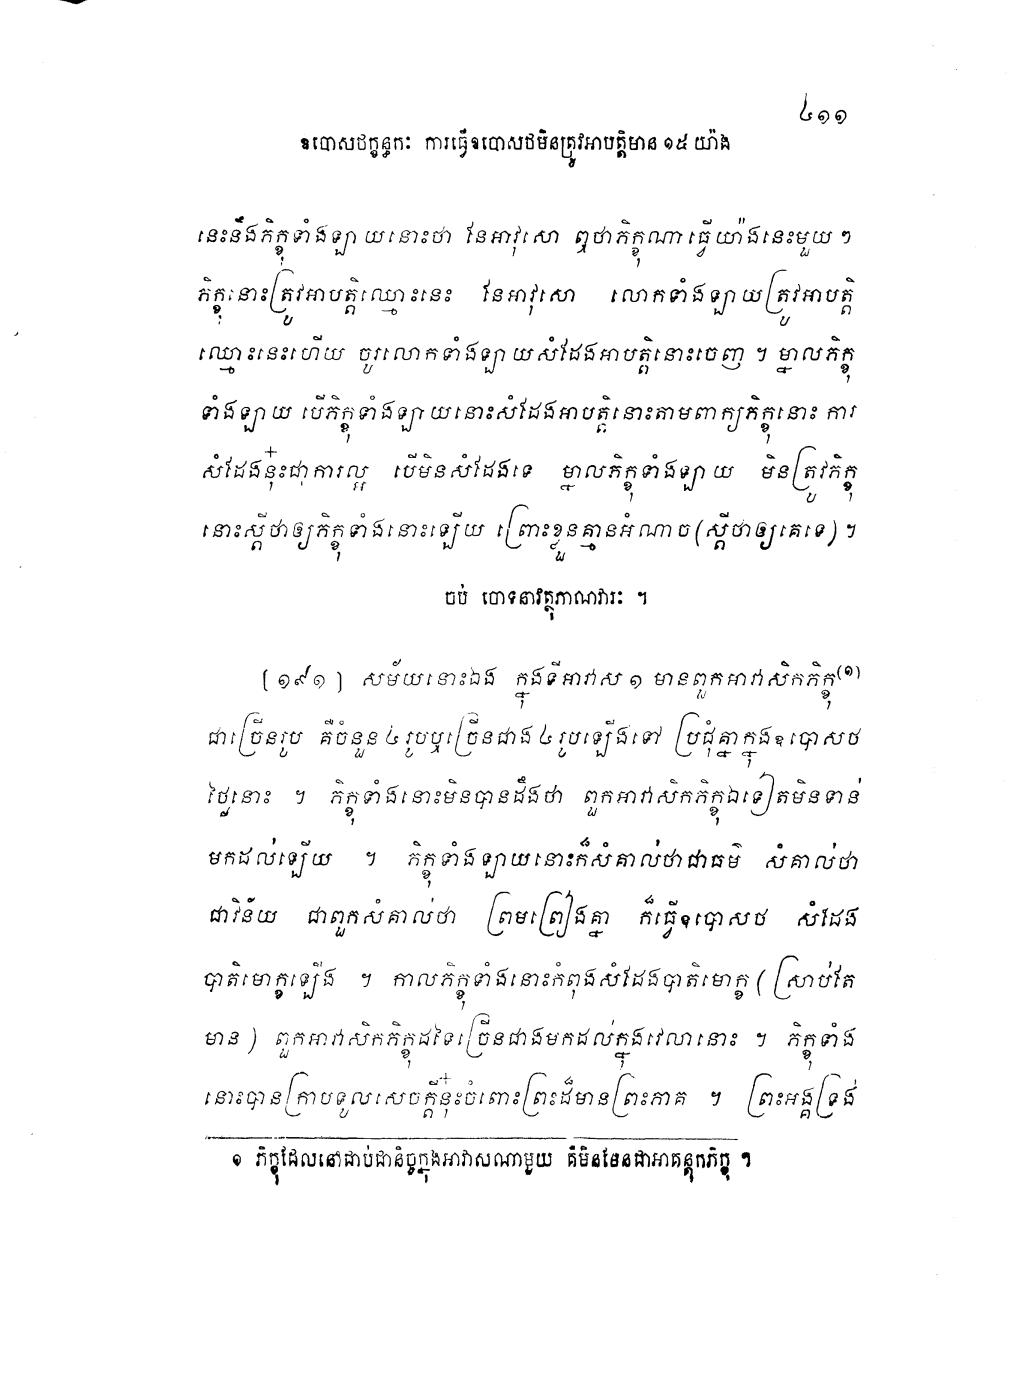 ៤១១
ឧបោសថក្ខន្ធកៈ ការធ្វើឧបោសថមិនត្រូវអាបត្តិមាន ១៥ យ៉ាង
នេះនឹងភិក្ខុទាំងឡាយនោះថា នែអាវុសោ ឮថាភិក្ខុណាធ្វើយ៉ាងនេះមួយ ៗ
ភិក្ខុនោះត្រូវអាបត្តិឈ្មោះនេះ នែអាវុសោ លោកទាំងឡាយត្រូវអាបត្តិ
ឈ្មោះនេះហើយ ចូរលោកទាំងឡាយសំដែងអាបត្តិនោះចេញ ។ ម្នាលភិក្ខុ
ទាំងឡាយ បើភិក្ខុទាំងឡាយនោះសំដែងអាបត្តិនោះតាមពាក្យភិក្ខុនោះ ការ
សំដែងនុ៎ះជាការល្អ បើមិនសំដែងទេ ម្នាលភិក្ខុទាំងឡាយ មិនត្រូវភិក្ខុ
នោះស្តីថាឲ្យភិក្ខុទាំងនោះឡើយ ព្រោះខ្លួនគ្មានអំណាច (ស្តីថាឲ្យគេទេ) ។
ចប់ ចោទនាវត្ថុភាណវារៈ ។
[១៩១] សម័យនោះឯង ក្នុងទីអាវាស ១ មានពួកអាវាសិកភិក្ខុ(១)
ជាច្រើនរូប គឺចំនួន ៤ រូបឬច្រើនជាង ៤ រូបឡើងទៅ ប្រជុំគ្នាក្នុងឧបោសថ
ថ្ងៃនោះ ។ ភិក្ខុទាំងនោះមិនបានដឹងថា ពួកអាវាសិកភិក្ខុឯទៀតមិនទាន់
មកដល់ឡើយ ។ ភិក្ខុទាំងឡាយនោះក៏សំគាល់ថាជាធម៌ សំគាល់ថា
ជាវិន័យ ជាពួកសំគាល់ថា ព្រមព្រៀងគ្នា ក៏ធ្វើឧបោសថ សំដែង
បាតិមោក្ខឡើង ។ កាលភិក្ខុទាំងនោះកំពុងសំដែងបាតិមោក្ខ (ស្រាប់តែ
មាន) ពួកអាវាសិកភិក្ខុដទៃច្រើនជាងមកដល់ក្នុងវេលានោះ ។ ភិក្ខុទាំង
នោះបានក្រាបទូលសេចក្តីនុ៎ះចំពោះព្រះដ៏មានព្រះភាគ ។ ព្រះអង្គទ្រង់
១ ភិក្ខុដែលនៅជាប់ជានិច្ចក្នុងអាវាសណាមួយ គឺមិនមែនជាអាគន្តុកភិក្ខុ ។